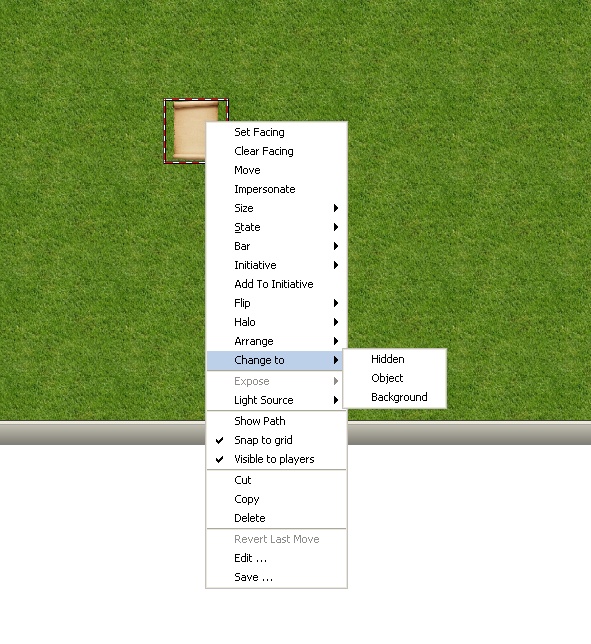 Set Facing
Clear Facing
Move
Impersonate
Size
State
Bar
Initiative
Add To Initiative
Flip
Halo
Arrange
Change to
Hidden
Object
Background
Expose
Light Source
Show Path
Snap to grid
Visible to players
Cut
Copy
Delete
Revert Last Move
Edit ...
Save ...